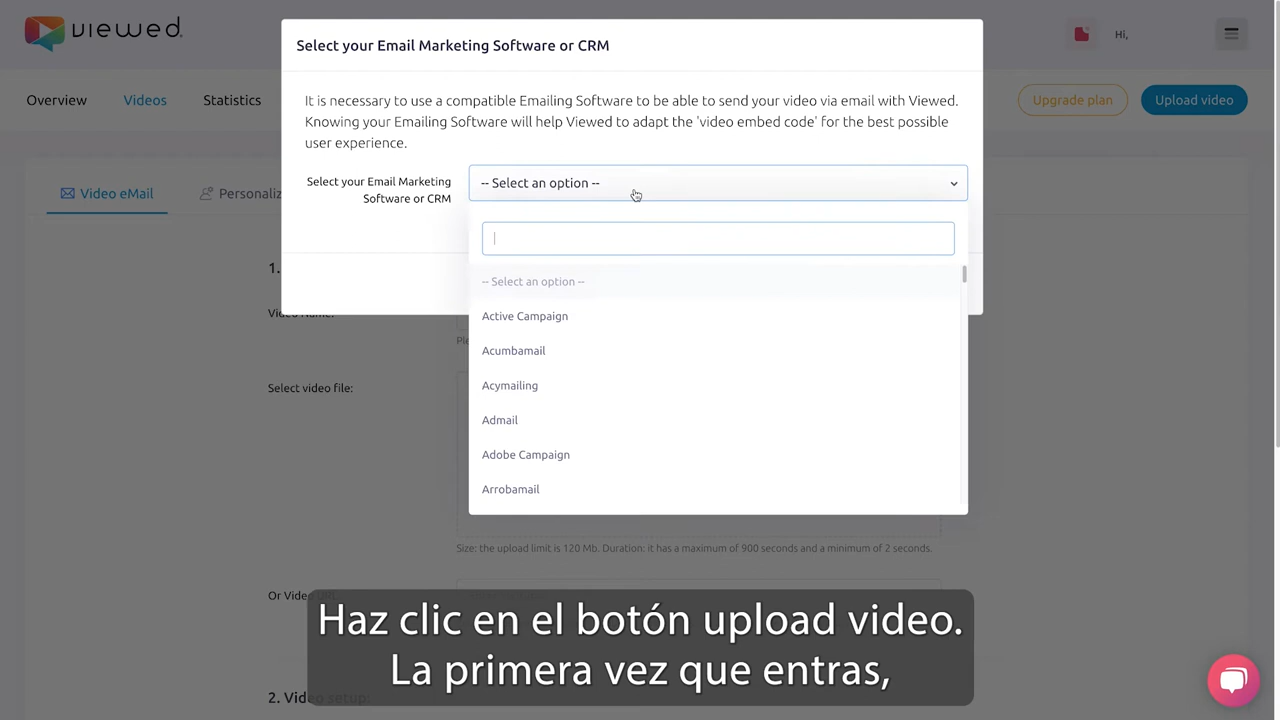 viewed.
Hi,
Overview
Videos
Statistics
Upgrade plan
Upload video
Select your Email Marketing Software or CRM
It is necessary to use a compatible Emailing Software to be able to send your video via email with Viewed.
Knowing your Emailing Software will help Viewed to adapt the 'video embed code' for the best possible
user experience.
Select your Email Marketing
Software or CRM
-- Select an option --
-- Select an option --
Active Campaign
Acumbamail
Acymailing
Admail
Adobe Campaign
Arrobamail
Video eMail
Personaliz
1.
Video Name:
Ple
Select video file:
Size: the upload limit is 120 Mb. Duration: it has a maximum of 900 seconds and a minimum of 2 seconds.
Or Video
2. Video setup:
Haz clic en el botón upload video.
La primera vez que entras,